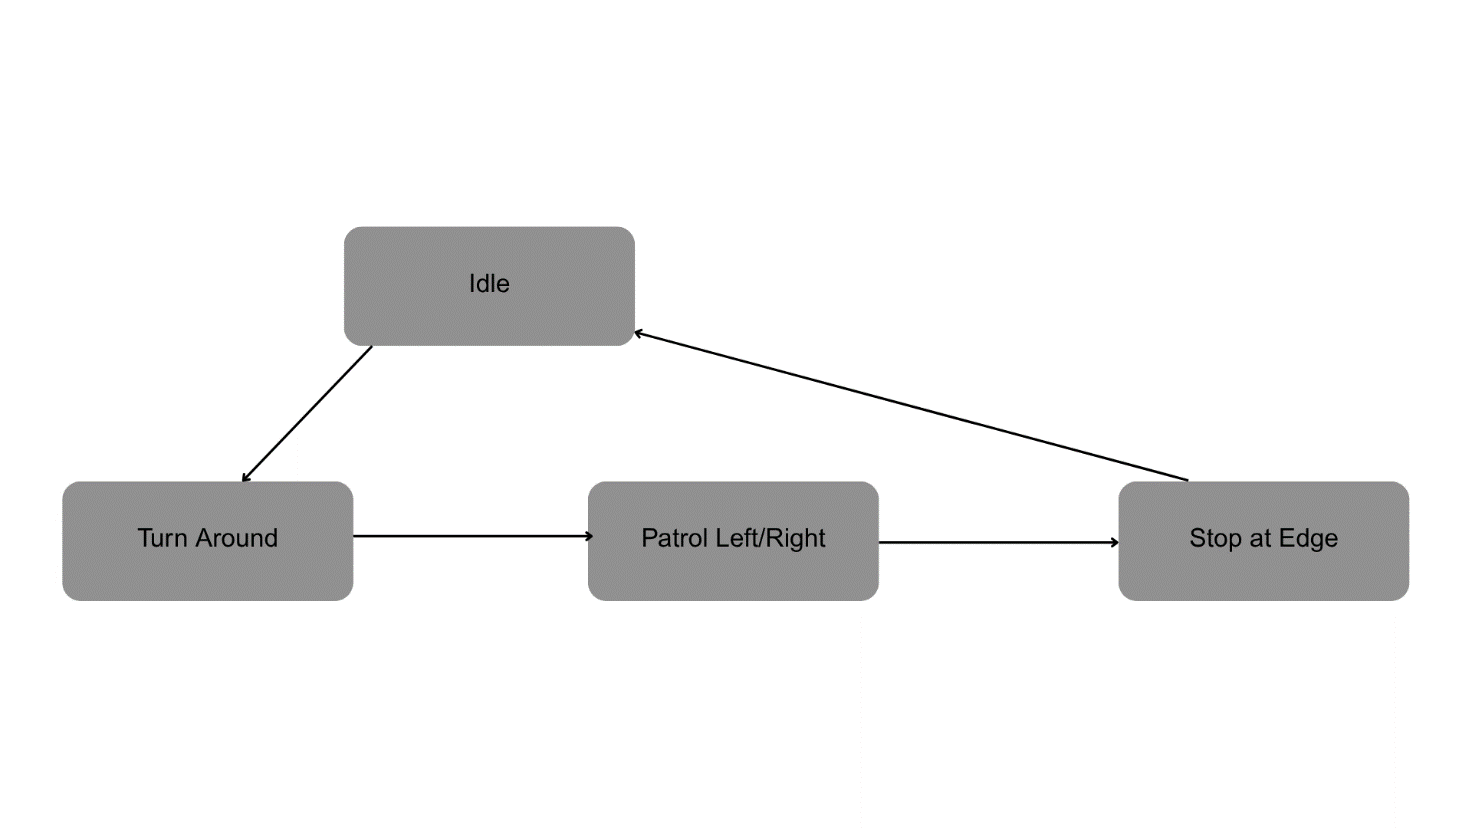 Idle
Turn Around
Patrol Left/Right
Stop at Edge